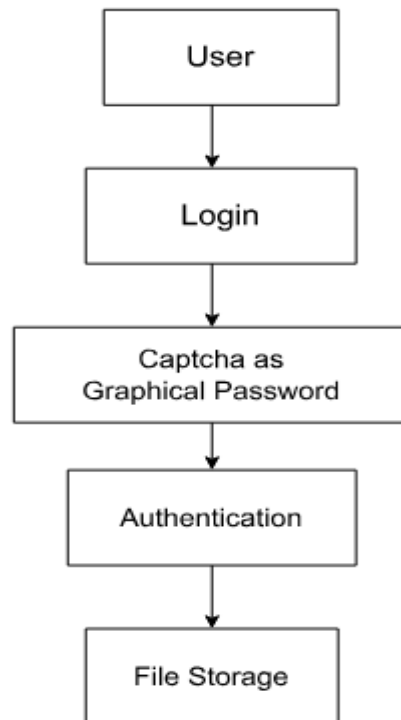 User
Login
Captcha as
Graphical Password
Authentication
File Storage